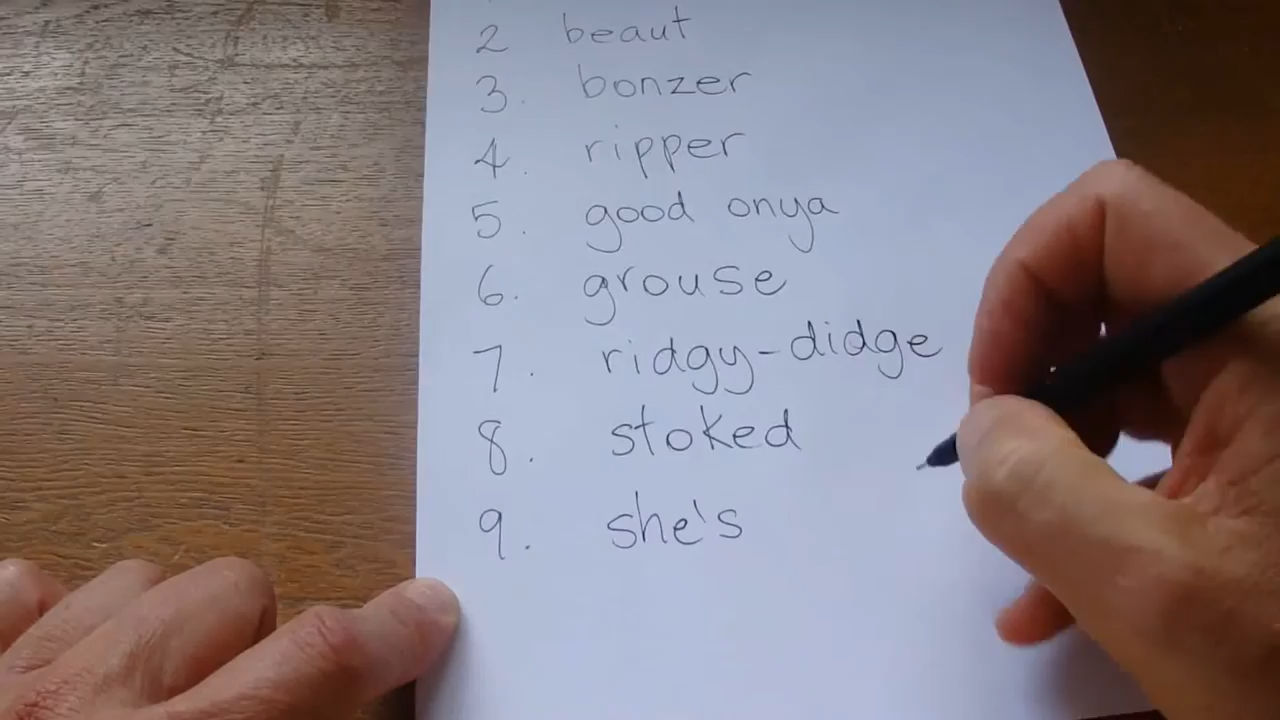 2 beaut
3. bonzer
4. ripper
5. good onya
6. grouse
7. ridgy-didge
8. stoked
9. she's